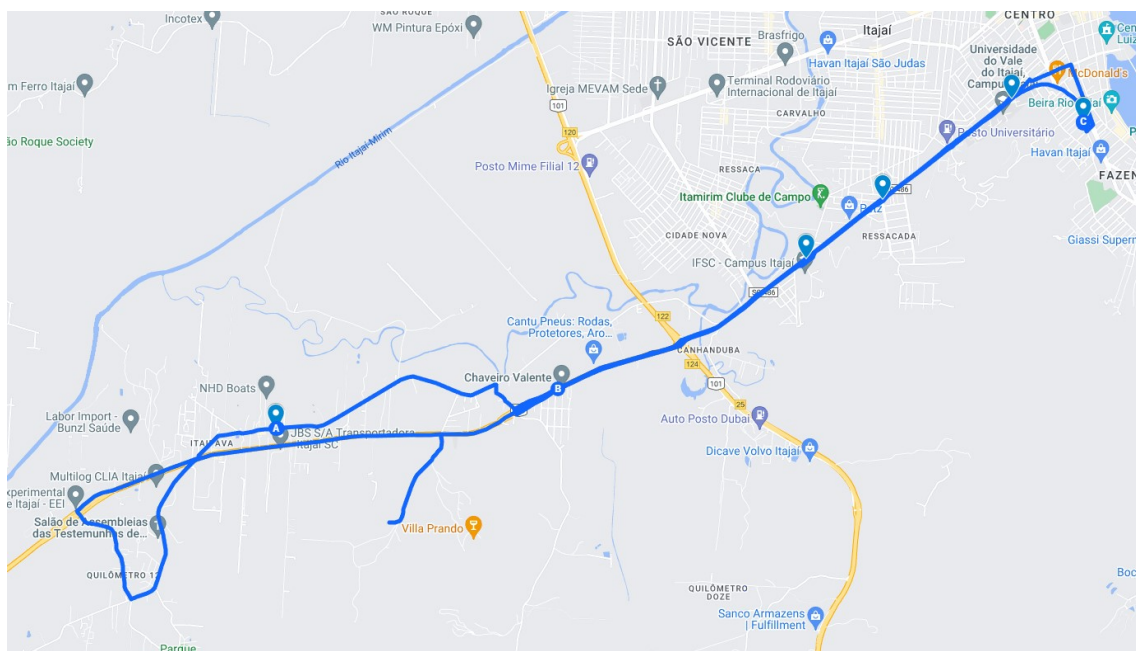 SÃO ROQUE
Incotex
WM Pintura Epóxi
CENTRO
Itajaí
SÃO VICENTE
Brasfrigo
Havan Itajaí São Judas
Universidade
do Vale
do Itajaí,
McDonald's
Terminal Rodoviário
Internacional de Itajaí
Igreja MEVAM Sede
m Ferro Itajaí
101
120
CARVALHO
C
Posto Universitário
ão Roque Society
Rio Itajaí-Mirim
Posto Mime Filial 12
Havan Itajaí
RESSACA
FAZEN
Itamirim Clube de Campo
Petz
CIDADE NOVA
RESSACADA
Giassi Superm
IFSC - Campus Itajaí
122
Cantu Pneus: Rodas,
Protetores, Aro...
CANHANDUBA
124
Chaveiro Valente
B
101
NHD Boats
25
Labor Import -
Bunzl Saúde
A
Auto Posto Dubai
JBS S/A Transportadora
Itajaí SC
Dicave Volvo Itajaí
Multilog CLIA Itajaí
xperimental
e Itajaí - EEI
Salão de Assembleias
das Testemunhas de...
Villa Prando
QUILÔMETRO 12
QUILÔMETRO
DOZE
Boc
Sanco Armazens
| Fulfillment
Parque